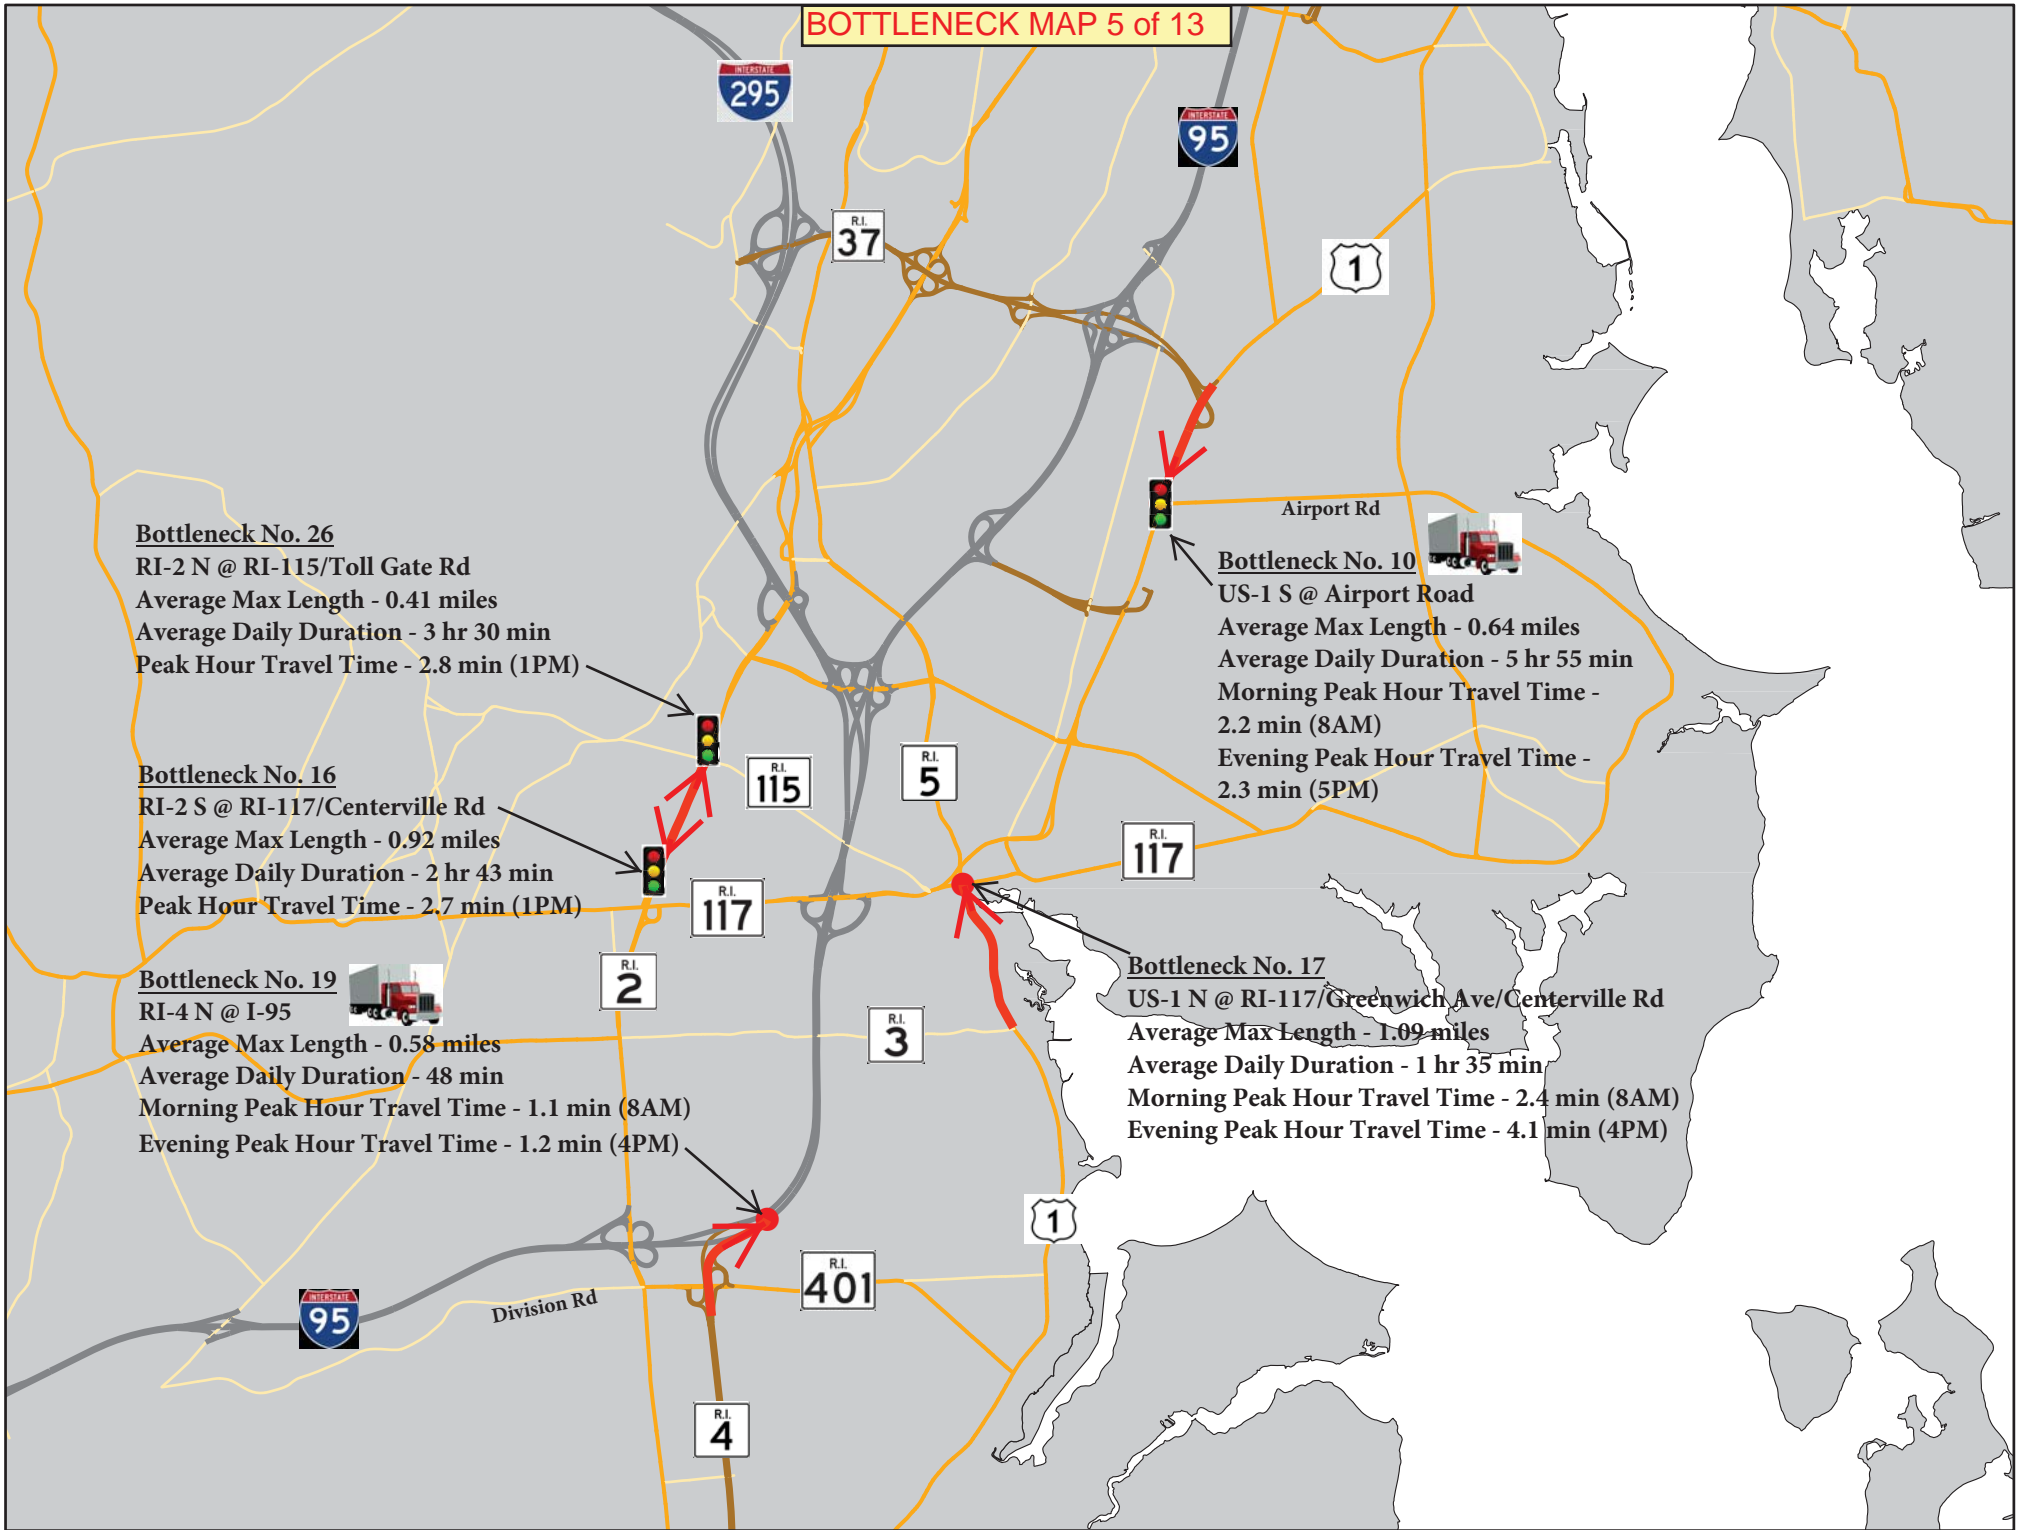 BOTTLENECK MAP 5 of 13
INTERSTATE
295
INTERSTATE
95
R.I.
37
1
Airport Rd
Bottleneck No. 26
RI-2 N @ RI-115/Toll Gate Rd
Average Max Length - 0.41 miles
Average Daily Duration - 3 hr 30 min
Peak Hour Travel Time - 2.8 min (1PM)
Bottleneck No. 10
US-1 S @ Airport Road
Average Max Length - 0.64 miles
Average Daily Duration - 5 hr 55 min
Morning Peak Hour Travel Time -
2.2 min (8AM)
Evening Peak Hour Travel Time -
2.3 min (5PM)
R.I.
115
R.I.
5
Bottleneck No. 16
RI-2 S @ RI-117/Centerville Rd
Average Max Length - 0.92 miles
Average Daily Duration - 2 hr 43 min
Peak Hour Travel Time - 2.7 min (1PM)
R.I.
117
R.I.
117
R.I.
2
Bottleneck No. 19
RI-4 N @ I-95
Average Max Length - 0.58 miles
Average Daily Duration - 48 min
Morning Peak Hour Travel Time - 1.1 min (8AM)
Evening Peak Hour Travel Time - 1.2 min (4PM)
R.I.
3
Bottleneck No. 17
US-1 N @ RI-117/Greenwich Ave/Centerville Rd
Average Max Length - 1.09 miles
Average Daily Duration - 1 hr 35 min
Morning Peak Hour Travel Time - 2.4 min (8AM)
Evening Peak Hour Travel Time - 4.1 min (4PM)
1
R.I.
401
Division Rd
INTERSTATE
95
R.I.
4